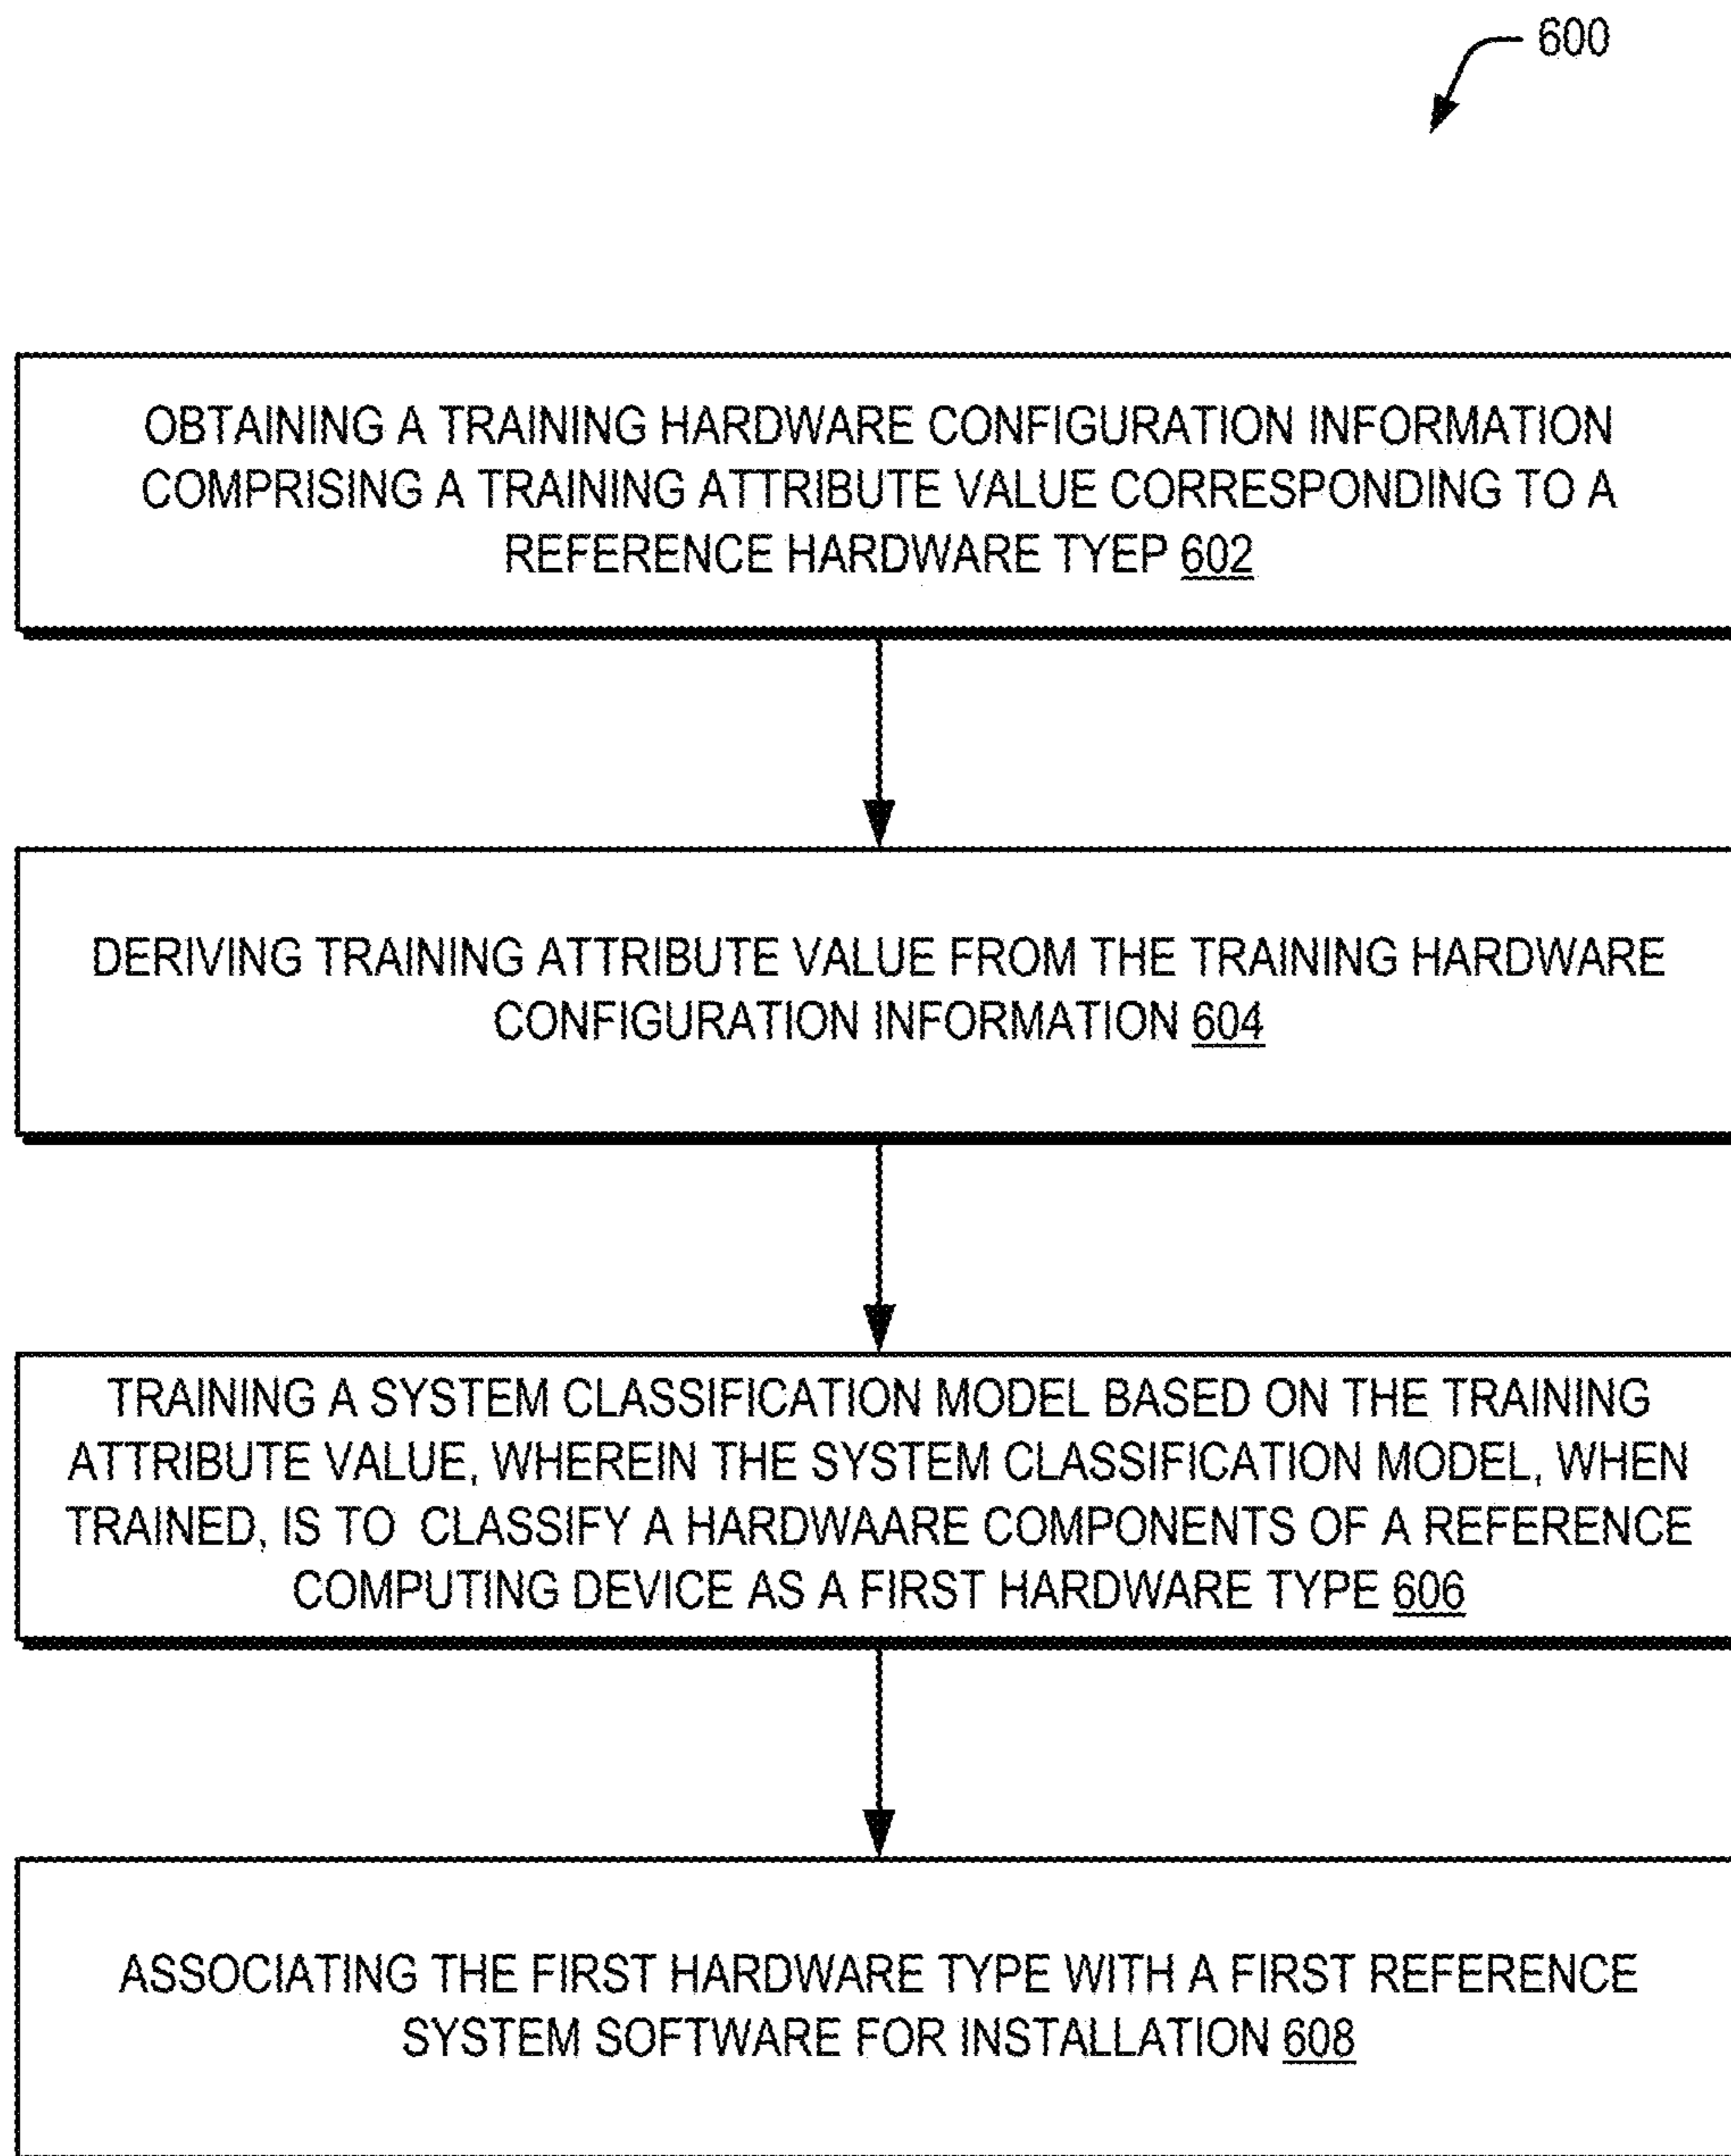 600
OBTAINING A TRAINING HARDWARE CONFIGURATION INFORMATION
COMPRISING A TRAINING ATTRIBUTE VALUE CORRESPONDING TO A
REFERENCE HARDWARE TYEP 602
DERIVING TRAINING ATTRIBUTE VALUE FROM THE TRAINING HARDWARE
CONFIGURATION INFORMATION 604
TRAINING A SYSTEM CLASSIFICATION MODEL BASED ON THE TRAINING
ATTRIBUTE VALUE, WHEREIN THE SYSTEM CLASSIFICATION MODEL, WHEN
TRAINED, IS TO CLASSIFY A HARDWAARE COMPONENTS OF A REFERENCE
COMPUTING DEVICE AS A FIRST HARDWARE TYPE 606
ASSOCIATING THE FIRST HARDWARE TYPE WITH A FIRST REFERENCE
SYSTEM SOFTWARE FOR INSTALLATION 608